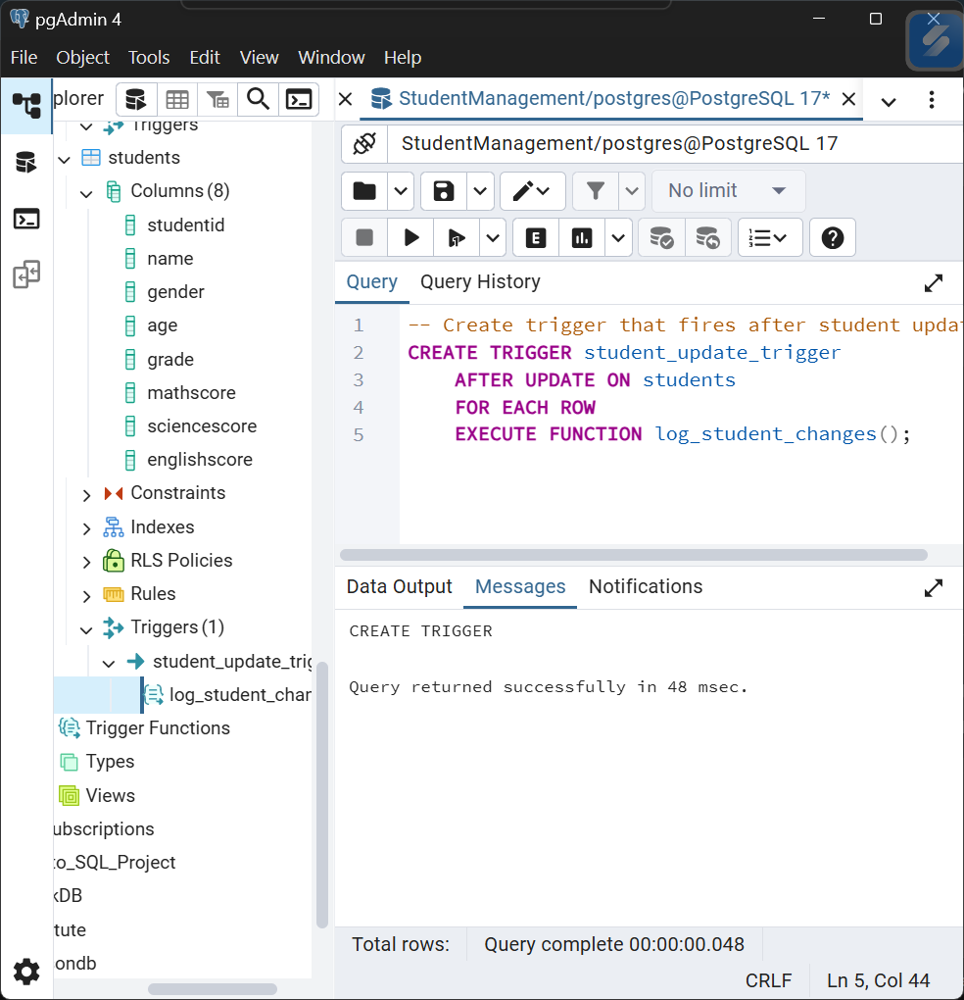 pgAdmin 4
File Object Tools Edit View Window Help
plorer
StudentManagement/postgres@PostgreSQL 17*
StudentManagement/postgres@PostgreSQL 17
No limit
Triggers
students
Columns (8)
studentid
name
gender
age
grade
mathscore
sciencescore
englishscore
Constraints
Indexes
RLS Policies
Rules
Triggers (1)
student_update_trig
log_student_char
Trigger Functions
Types
Views
ubscriptions
to_SQL_Project
kDB
tute
ondb
E
Query Query History
1 -- Create trigger that fires after student updat
2 CREATE TRIGGER student_update_trigger
3 AFTER UPDATE ON students
4 FOR EACH ROW
5 EXECUTE FUNCTION log_student_changes();
Data Output Messages Notifications
CREATE TRIGGER
Query returned successfully in 48 msec.
Total rows: Query complete 00:00:00.048
CRLF Ln 5, Col 44